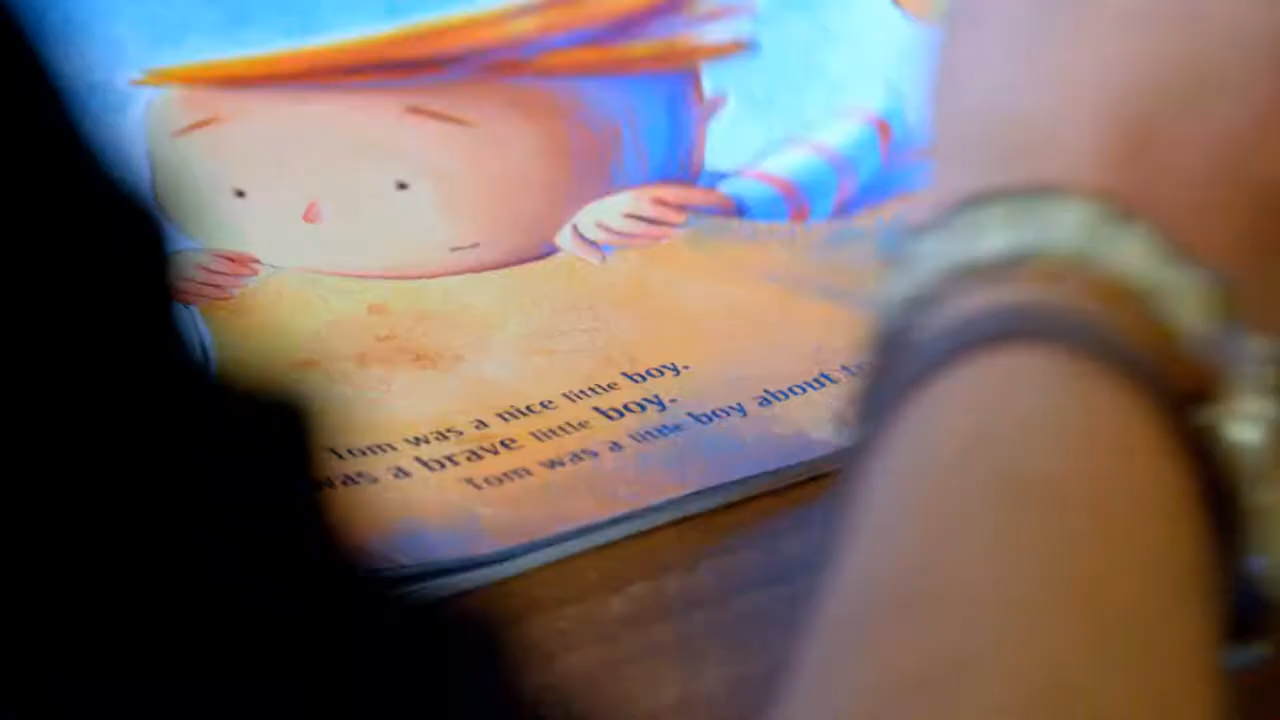 Tom was a nice little boy.
was a brave little boy.
Tom was a little boy about